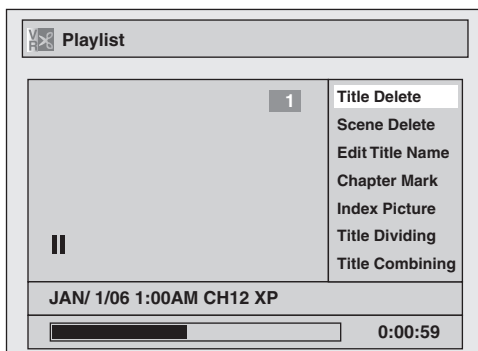 VR Playlist
1
Title Delete
Scene Delete
Edit Title Name
Chapter Mark
Index Picture
Title Dividing
Title Combining
JAN/ 1/06 1:00AM CH12 XP
0:00:59